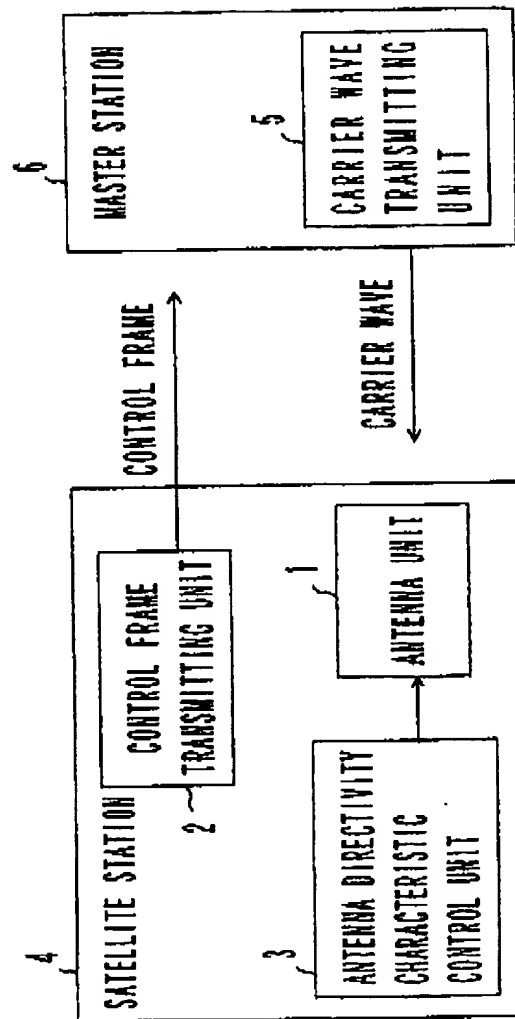 4
SATELLITE STATION
2
CONTROL FRAME
TRANSMITTING UNIT
3
ANTENNA DIRECTIVITY
CHARACTERISTIC
CONTROL UNIT
1
ANTENNA UNIT
CONTROL FRAME
CARRIER WAVE
6
MASTER STATION
5
CARRIER WAVE
TRANSMITTING
UNIT